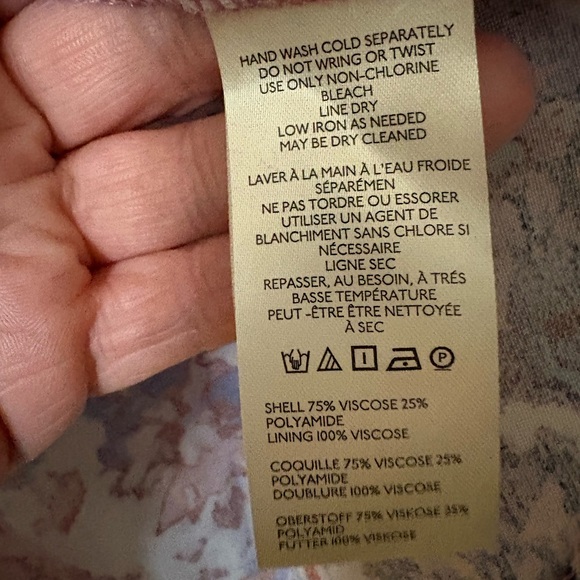 HAND WASH COLD SEPARATELY
DO NOT WRING OR TWIST
USE ONLY NON-CHLORINE
BLEACH
LINE DRY
LOW IRON AS NEEDED
MAY BE DRY CLEANED
LAVER À LA MAIN À L'EAU FROIDE
SÉPARÉMEN
NE PAS TORDRE OU ESSORER
UTILISER UN AGENT DE
BLANCHIMENT SANS CHLORE SI
NÉCESSAIRE
LIGNE SEC
REPASSER, AU BESOIN, À TRÉS
BASSE TEMPÉRATURE
PEUT -ÊTRE ÊTRE NETTOYÉE
À SEC
P
SHELL 75% VISCOSE 25%
POLYAMIDE
LINING 100% VISCOSE
COQUILLE 75% VISCOSE 25%
POLYAMIDE
DOUBLURE 100% VISCOSE
OBERSTOFF 75% VISKOSE 35%
POLYAMID
FUTTER 100% VISKOSE